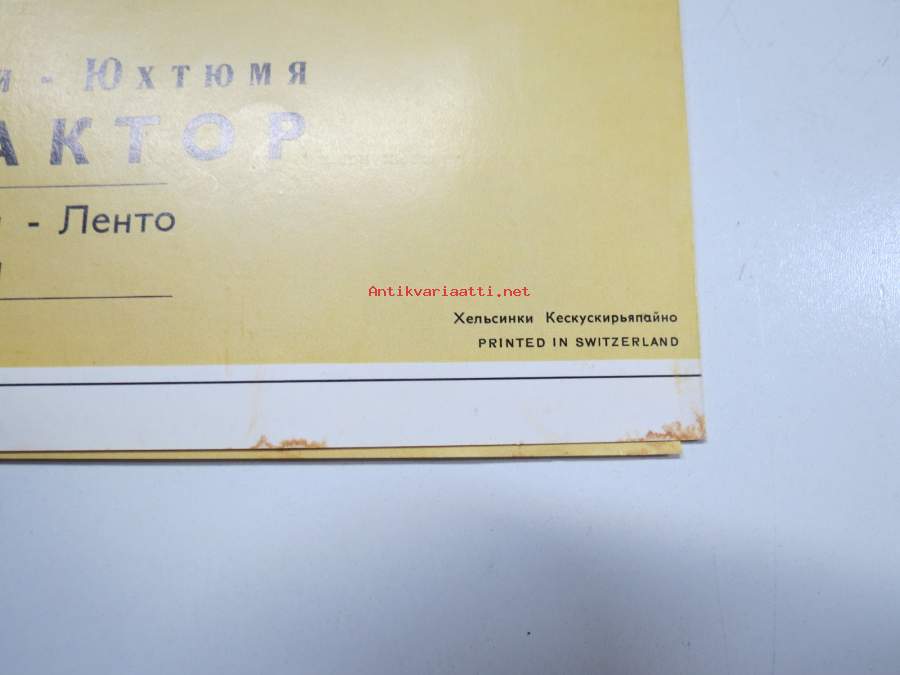 - Юхтюмя
АКТОР
- Ленто
Antikvariaatti.net
Хельсинки Кескускирьяпайно
PRINTED IN SWITZERLAND